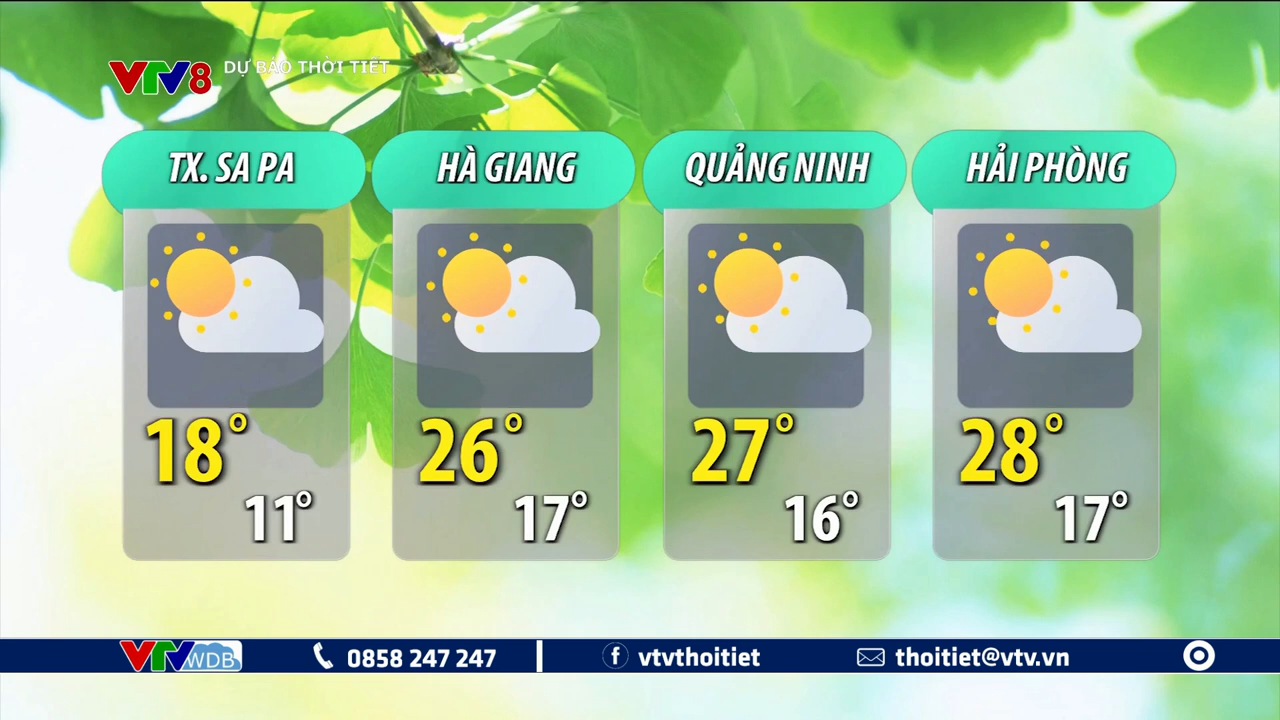 VTV8 DỰ BÁO THỜI TIẾT
TX. SA PA
18°
11°
HÀ GIANG
26°
17°
QUẢNG NINH
27°
16°
HẢI PHÒNG
28°
17°
VTV WDB 0858 247 247 vtvthoitiet thoitiet@vtv.vn